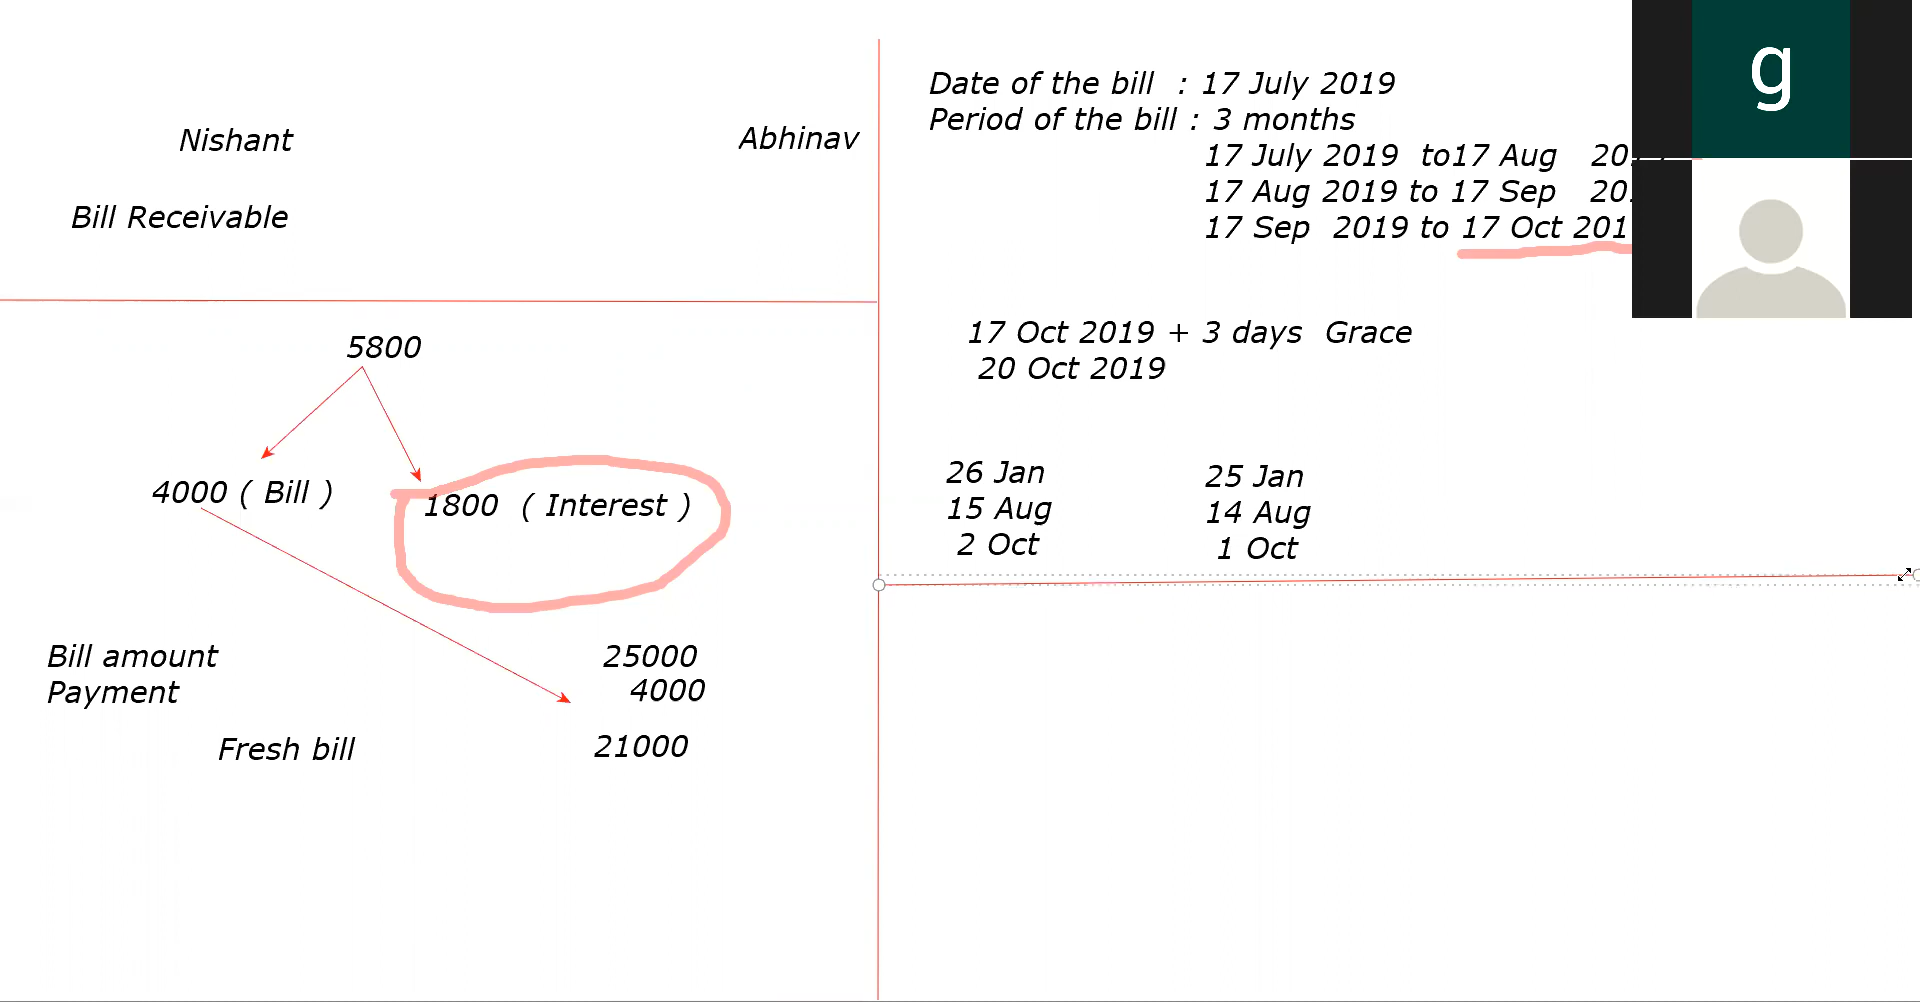 Nishant Abhinav
Bill Receivable
5800
4000 ( Bill ) 1800 ( Interest )
Bill amount 25000
Payment 4000
Fresh bill 21000
Date of the bill : 17 July 2019
Period of the bill : 3 months
17 July 2019 to17 Aug
17 Aug 2019 to 17 Sep
17 Sep 2019 to 17 Oct
17 Oct 2019 + 3 days Grace
20 Oct 2019
26 Jan 25 Jan
15 Aug 14 Aug
2 Oct 1 Oct
g